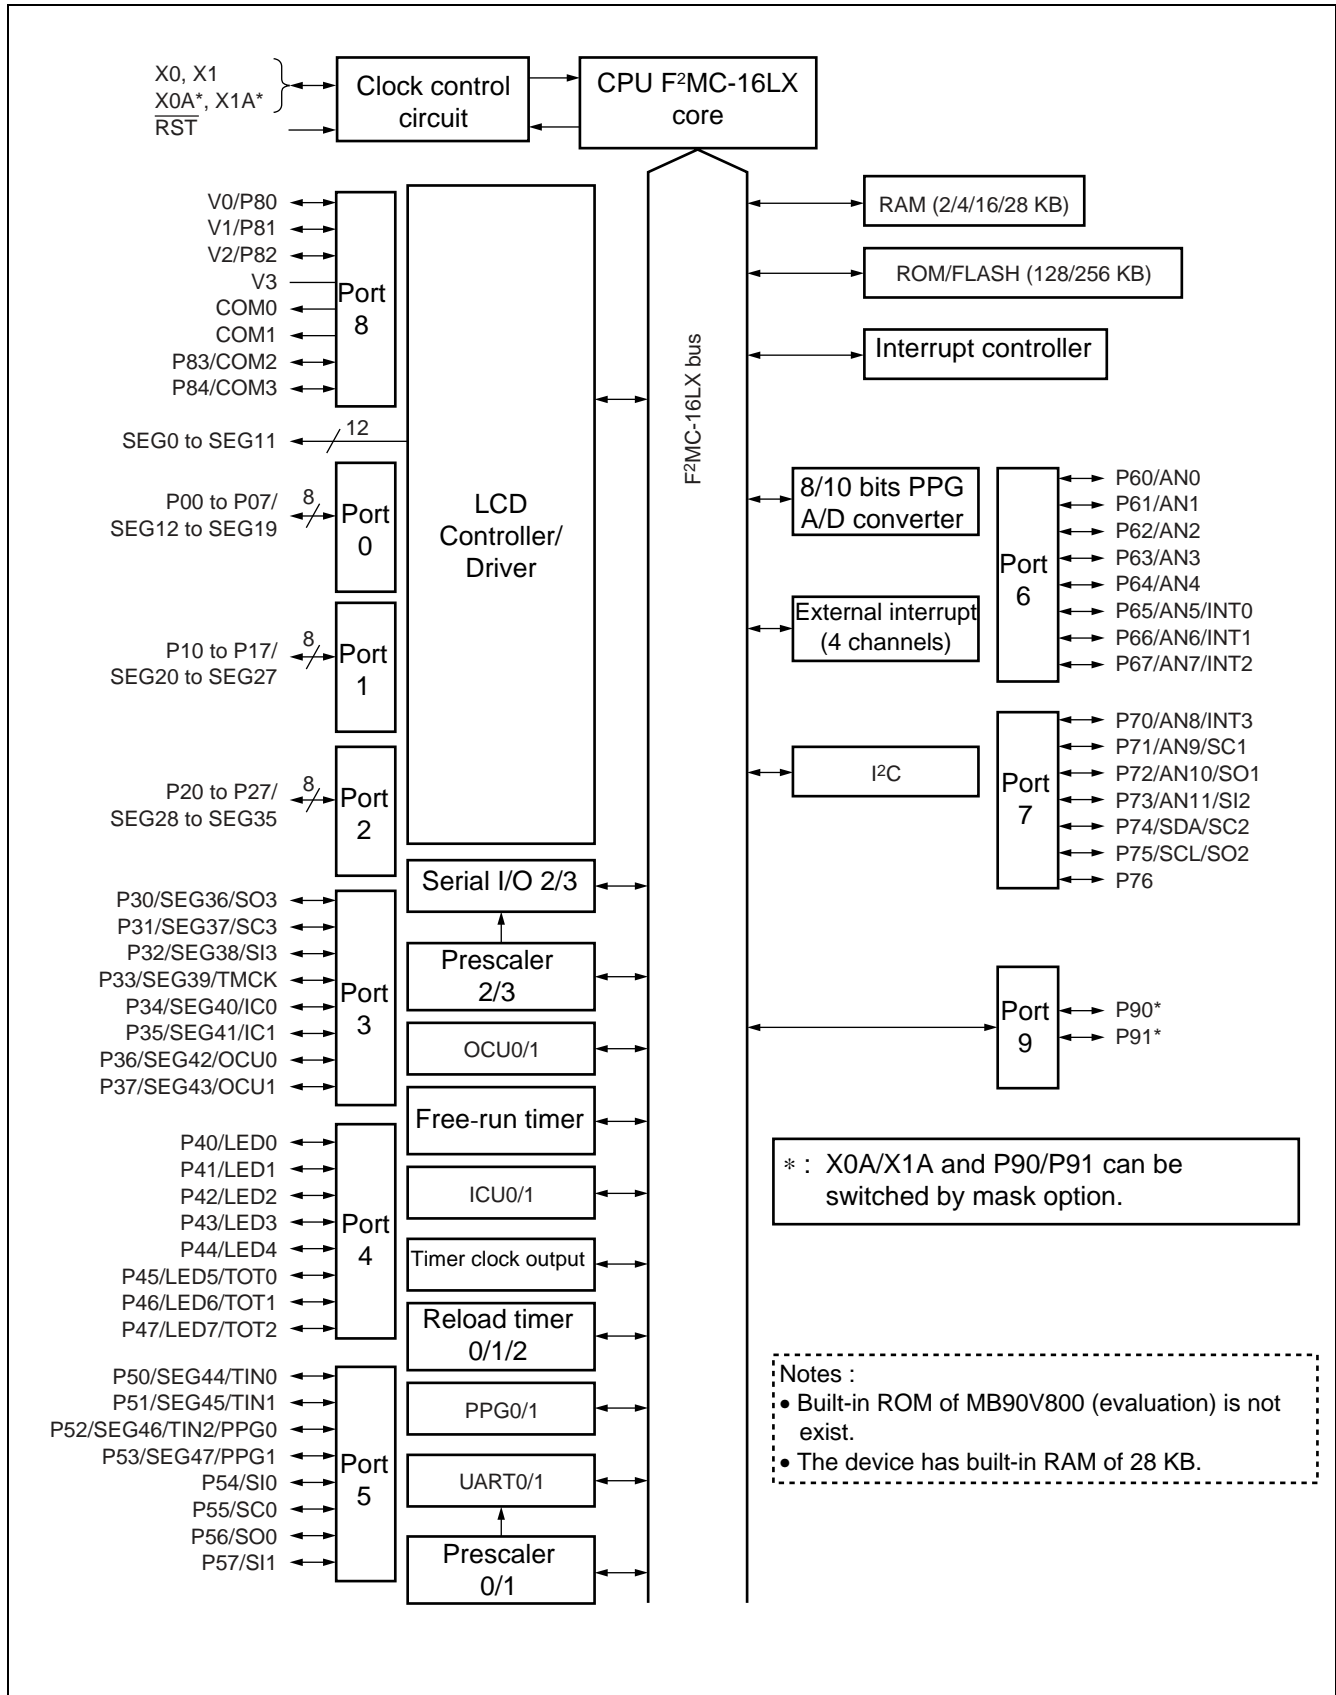 X0, X1
X0A*, X1A*
RST
Clock control
circuit
CPU F²MC-16LX
core
V0/P80
V1/P81
V2/P82
V3
COM0
COM1
P83/COM2
P84/COM3
Port
8
SEG0 to SEG11
12
P00 to P07/
SEG12 to SEG19
8
Port
0
P10 to P17/
SEG20 to SEG27
8
Port
1
P20 to P27/
SEG28 to SEG35
8
Port
2
LCD
Controller/
Driver
P30/SEG36/SO3
P31/SEG37/SC3
P32/SEG38/SI3
P33/SEG39/TMCK
P34/SEG40/IC0
P35/SEG41/IC1
P36/SEG42/OCU0
P37/SEG43/OCU1
Port
3
P40/LED0
P41/LED1
P42/LED2
P43/LED3
P44/LED4
P45/LED5/TOT0
P46/LED6/TOT1
P47/LED7/TOT2
Port
4
P50/SEG44/TIN0
P51/SEG45/TIN1
P52/SEG46/TIN2/PPG0
P53/SEG47/PPG1
P54/SI0
P55/SC0
P56/SO0
P57/SI1
Port
5
Serial I/O 2/3
Prescaler
2/3
OCU0/1
Free-run timer
ICU0/1
Timer clock output
Reload timer
0/1/2
PPG0/1
UART0/1
Prescaler
0/1
F²MC-16LX bus
RAM (2/4/16/28 KB)
ROM/FLASH (128/256 KB)
Interrupt controller
8/10 bits PPG
A/D converter
External interrupt
(4 channels)
I²C
Port
6
P60/AN0
P61/AN1
P62/AN2
P63/AN3
P64/AN4
P65/AN5/INT0
P66/AN6/INT1
P67/AN7/INT2
Port
7
P70/AN8/INT3
P71/AN9/SC1
P72/AN10/SO1
P73/AN11/SI2
P74/SDA/SC2
P75/SCL/SO2
P76
Port
9
P90*
P91*
* : X0A/X1A and P90/P91 can be
switched by mask option.
Notes :
• Built-in ROM of MB90V800 (evaluation) is not
exist.
• The device has built-in RAM of 28 KB.